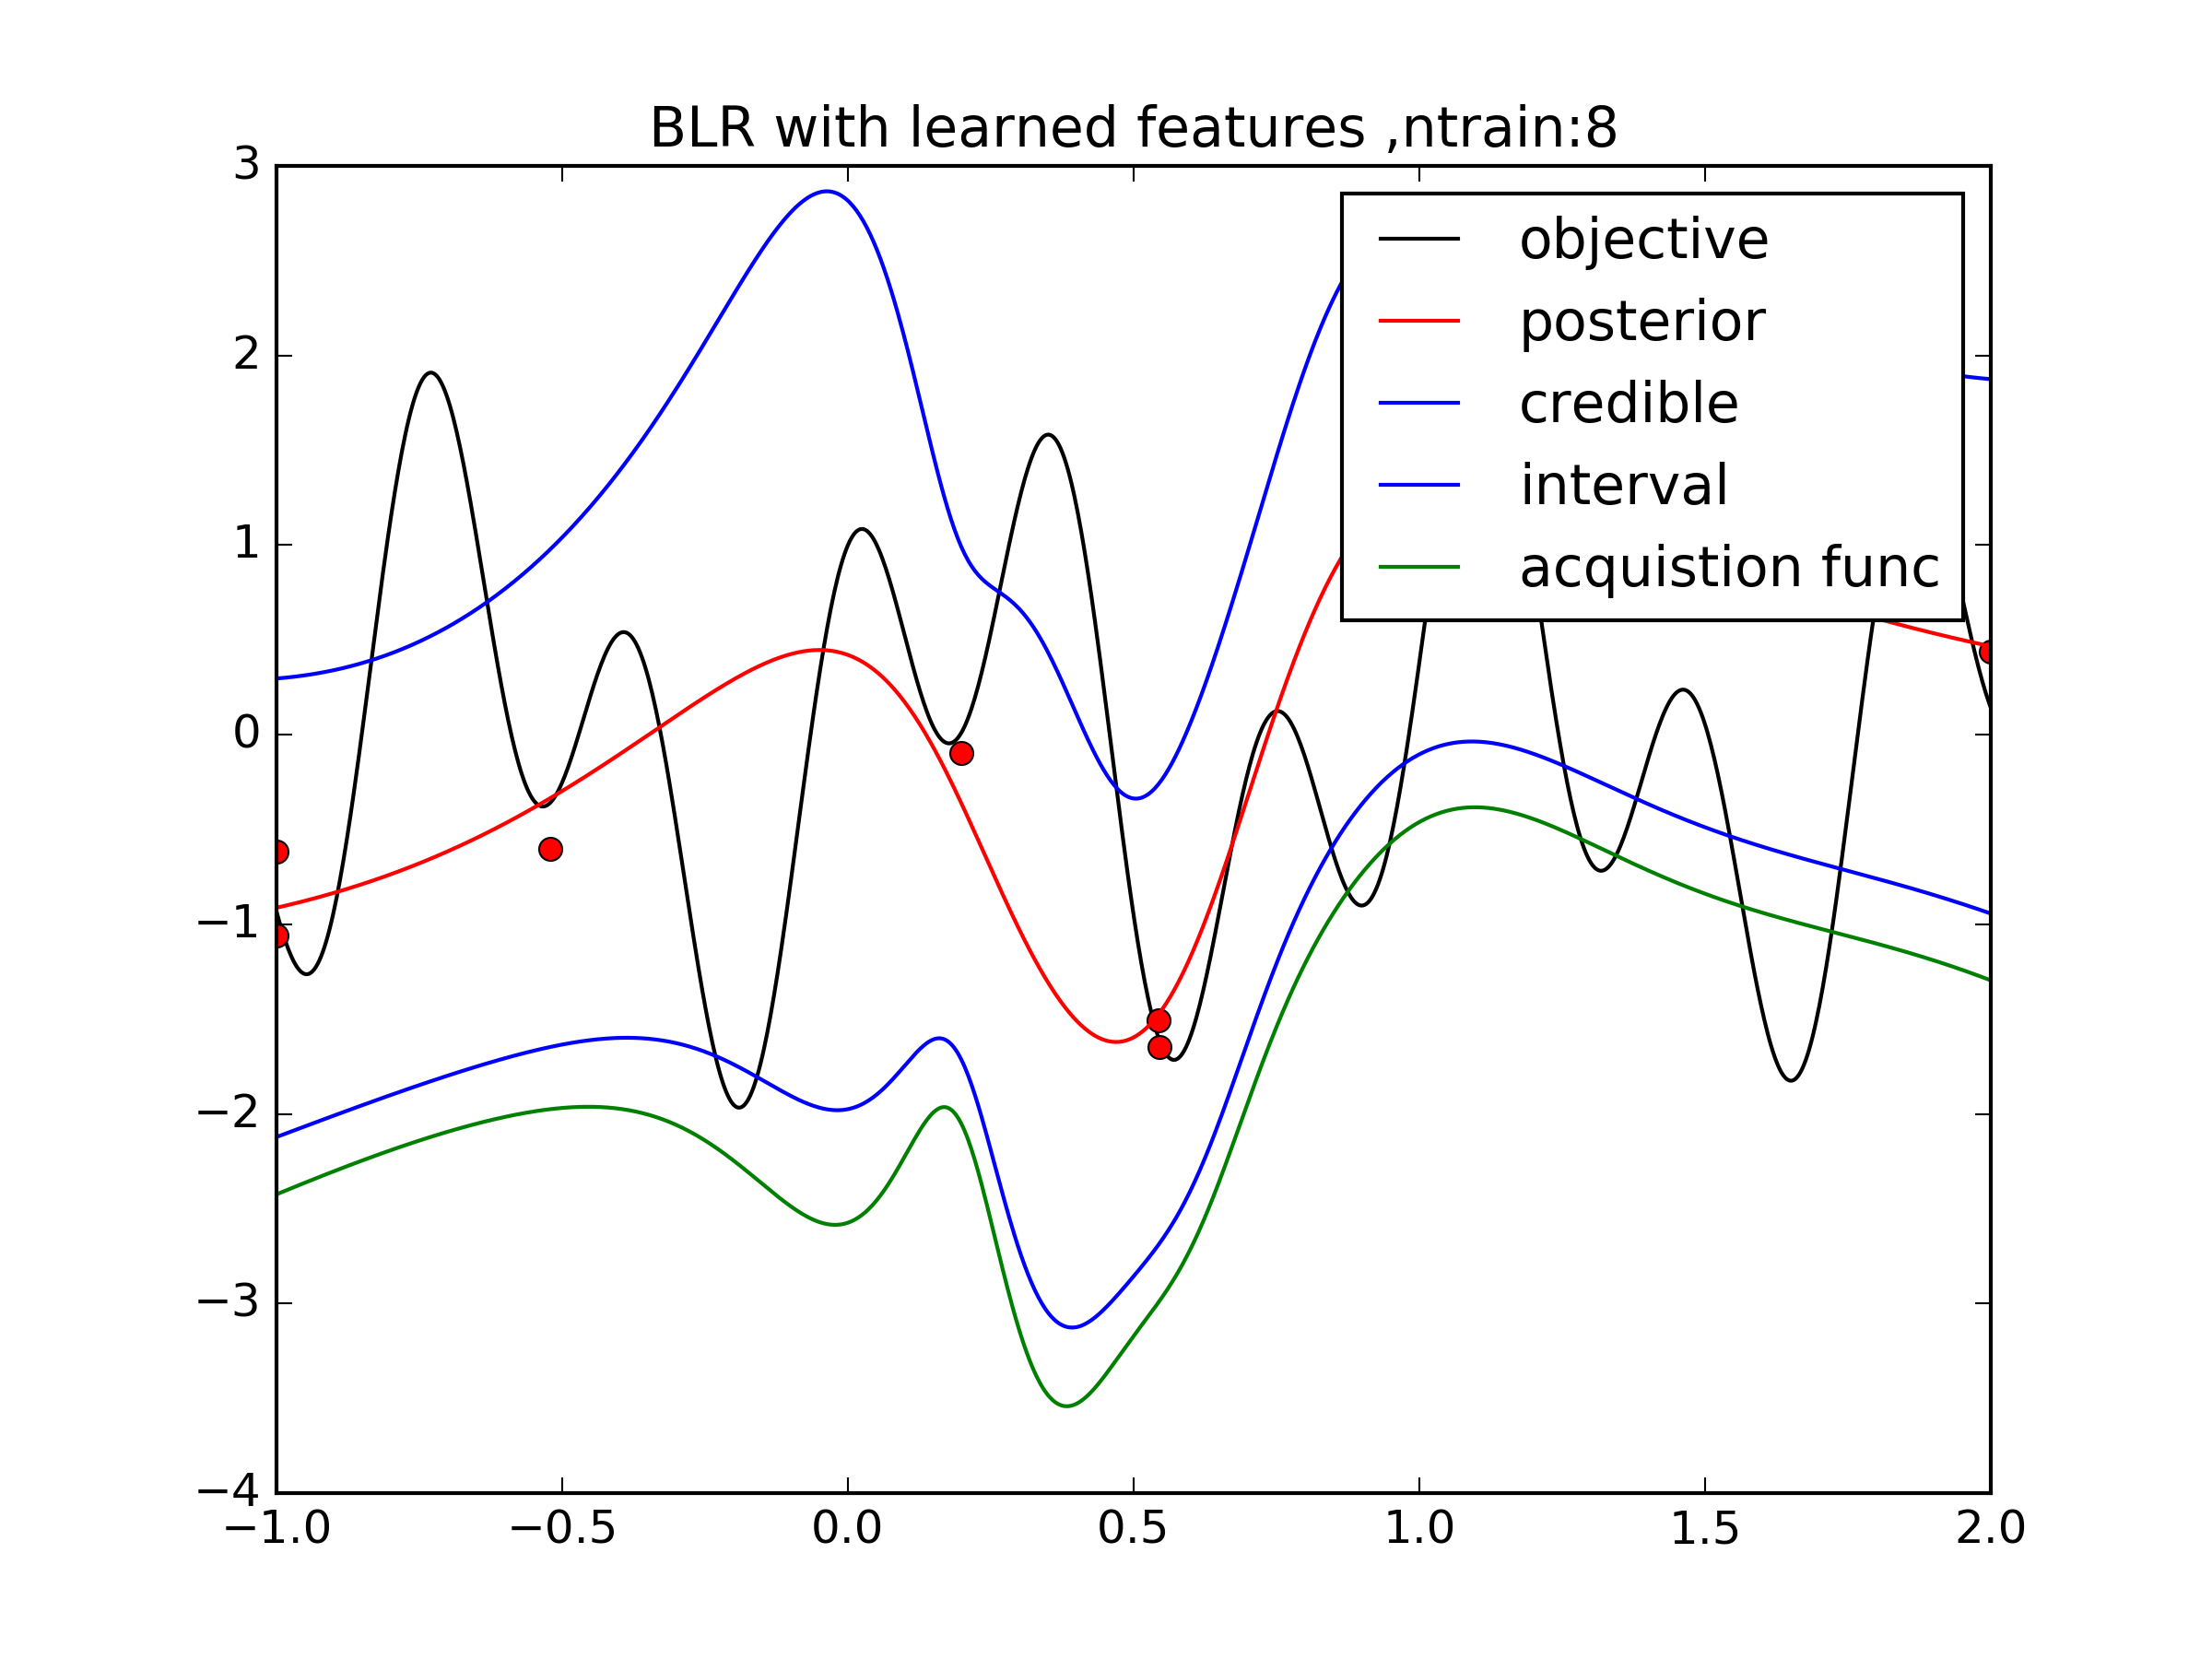 BLR with learned features ,ntrain:8
3
2
1
0
−1
−2
−3
−4
objective
posterior
credible
interval
acquistion func
−1.0 −0.5 0.0 0.5 1.0 1.5 2.0